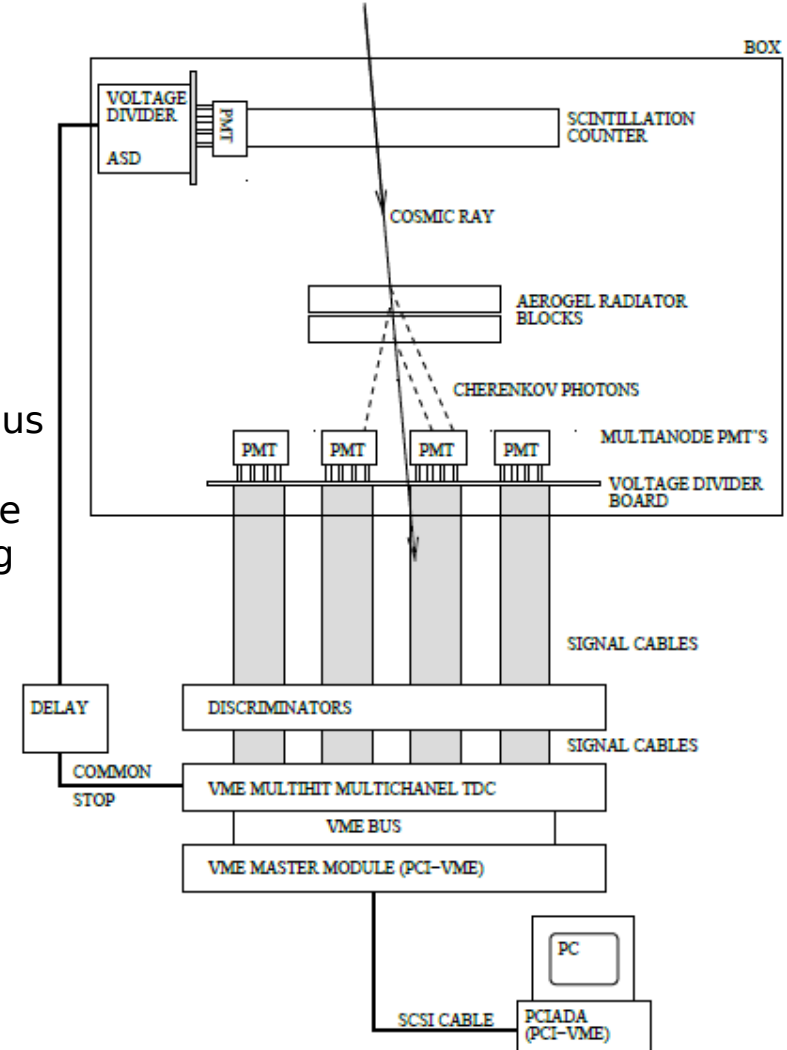 BOX
VOLTAGE
DIVIDER
ASD
PMT
SCINTILLATION
COUNTER
COSMIC RAY
AEROGEL RADIATOR
BLOCKS
CHERENKOV PHOTONS
us
e
g
MULTIANODE PMT'S
PMT PMT PMT PMT
VOLTAGE DIVIDER
BOARD
SIGNAL CABLES
DELAY
DISCRIMINATORS
SIGNAL CABLES
COMMON
STOP
VME MULTIHIT MULTICHANEL TDC
VME BUS
VME MASTER MODULE (PCI-VME)
PC
SCSI CABLE
PCIADA
(PCI-VME)